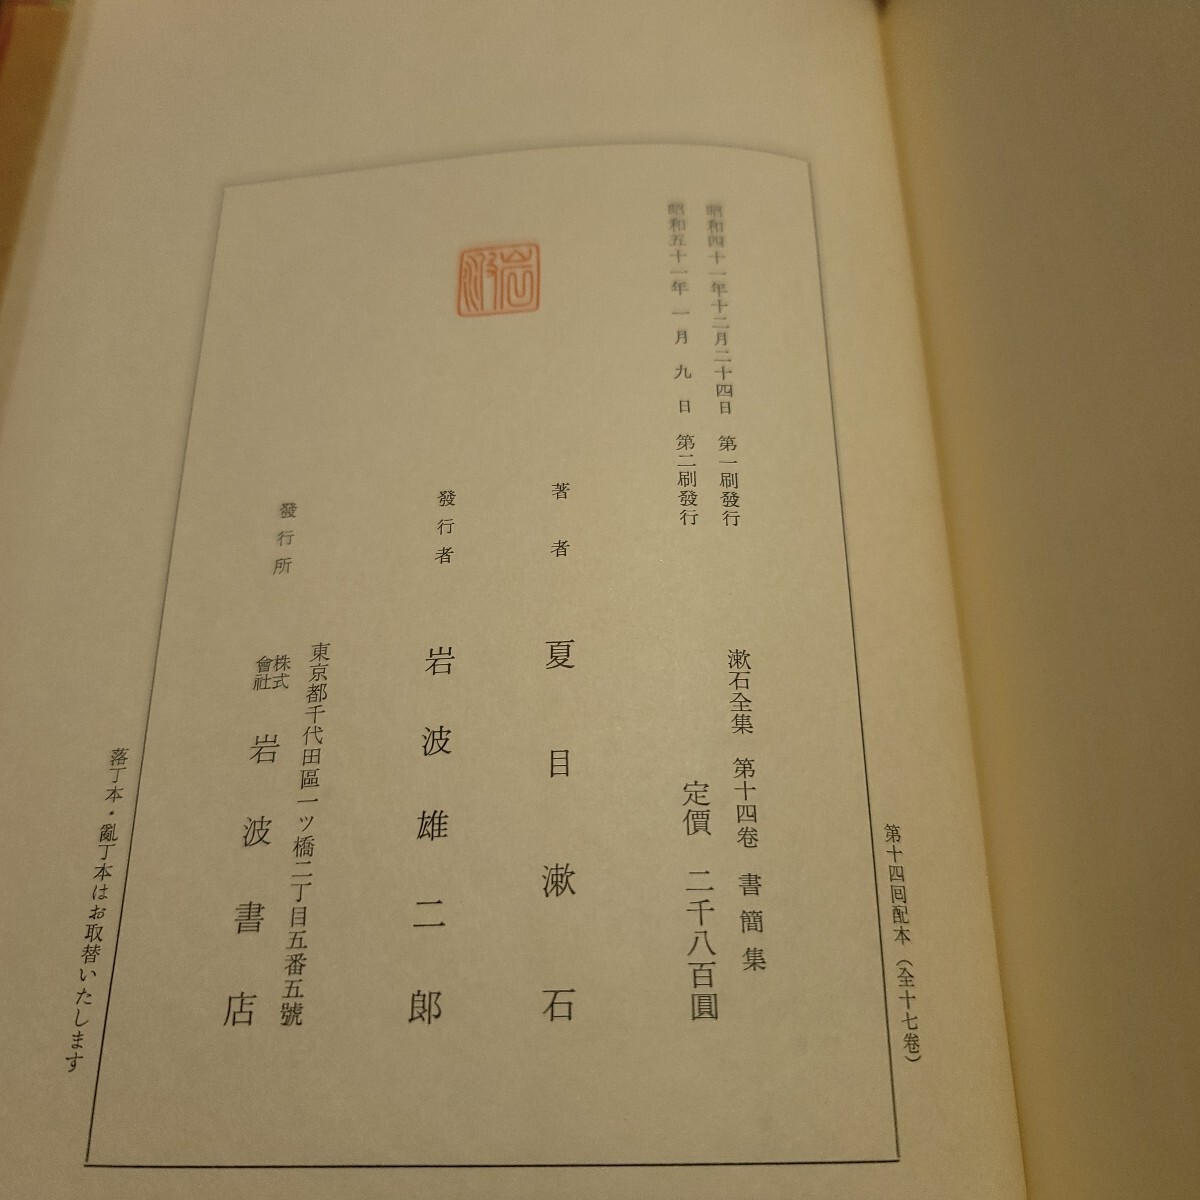 第十四回配本（全十七卷）
漱石全集　第十四卷　書簡集
定價　二千八百圓
昭和四十一年十二月二十四日　第一刷發行
昭和五十一年一月九日　第二刷發行
著者　夏目漱石
岩波
發行者　岩波雄二郎
東京都千代田區一ツ橋二丁目五番五號
發行所　株式會社　岩波書店
落丁本・亂丁本はお取替いたします